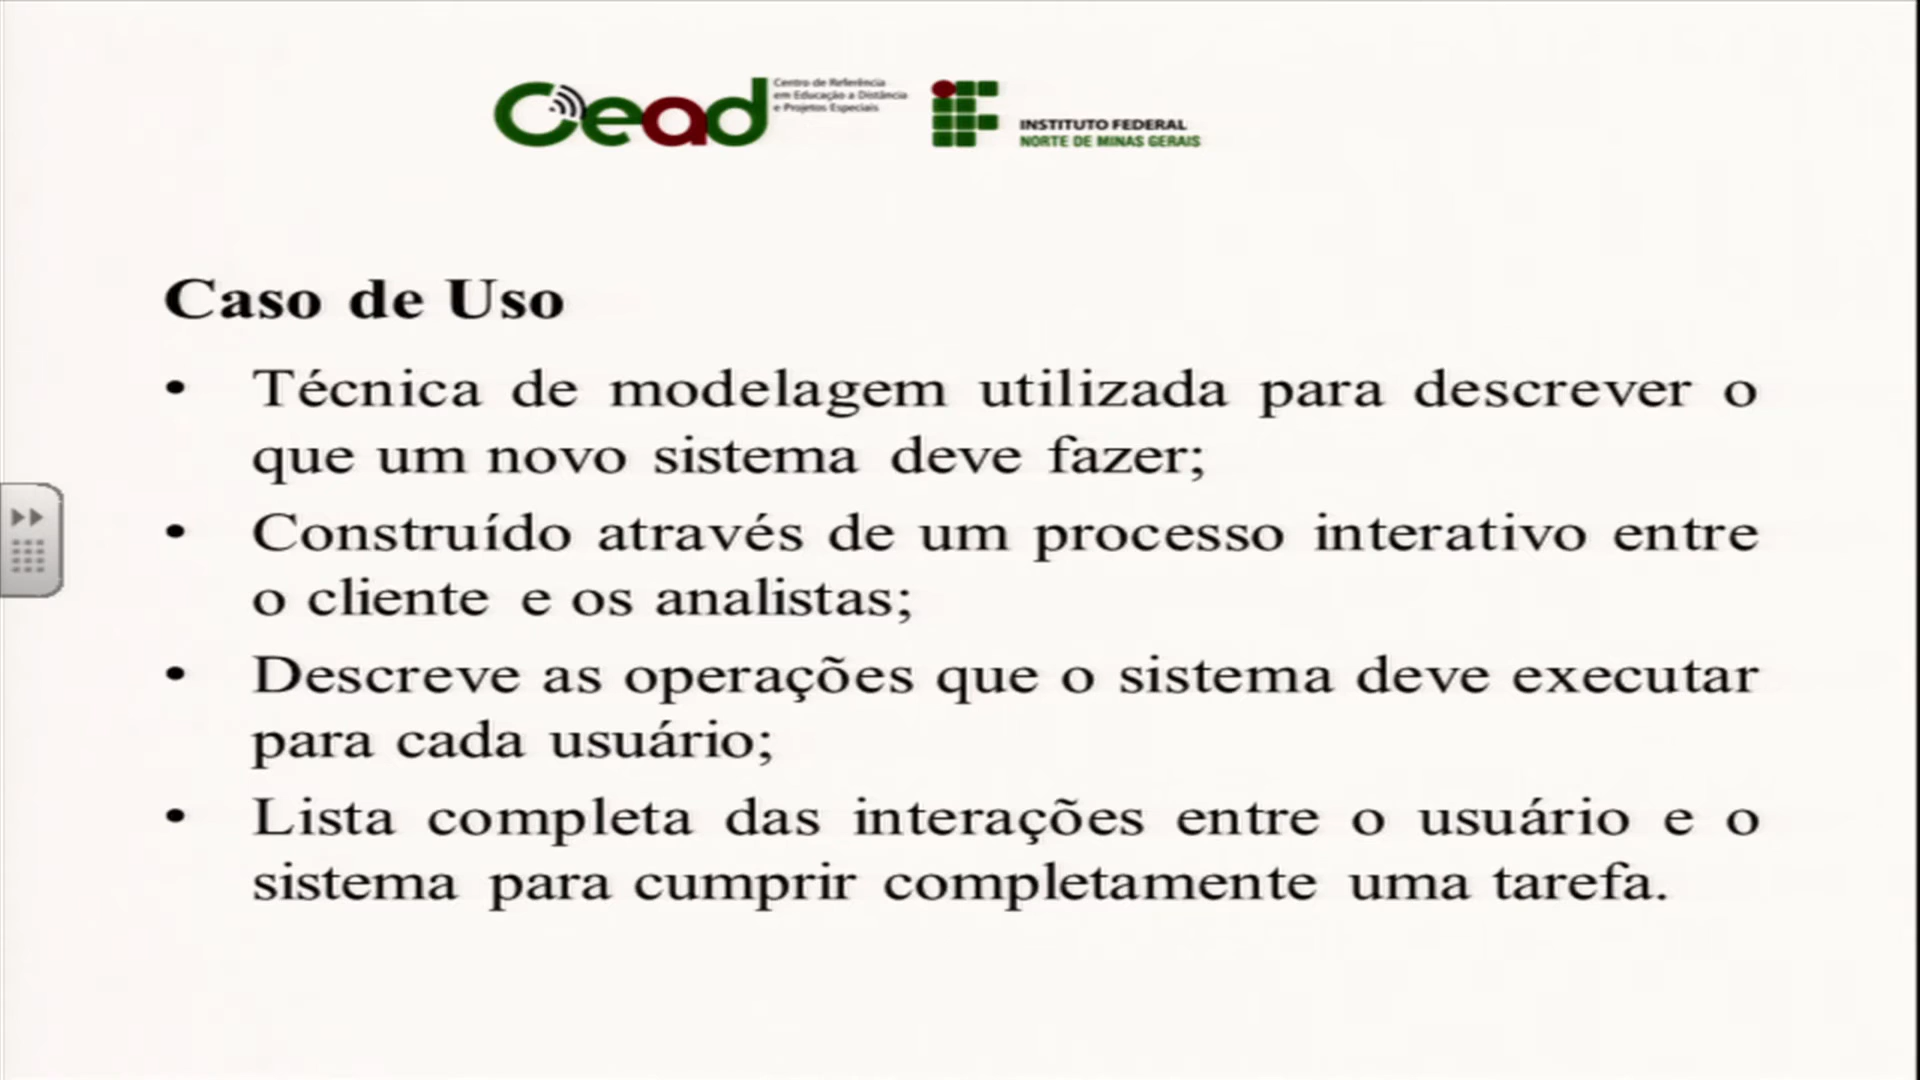 Cead
Centro de Referência
em Educação a Distância
e Projetos Especiais
INSTITUTO FEDERAL
NORTE DE MINAS GERAIS
Caso de Uso
• Técnica de modelagem utilizada para descrever o
que um novo sistema deve fazer;
• Construído através de um processo interativo entre
o cliente e os analistas;
• Descreve as operações que o sistema deve executar
para cada usuário;
• Lista completa das interações entre o usuário e o
sistema para cumprir completamente uma tarefa.